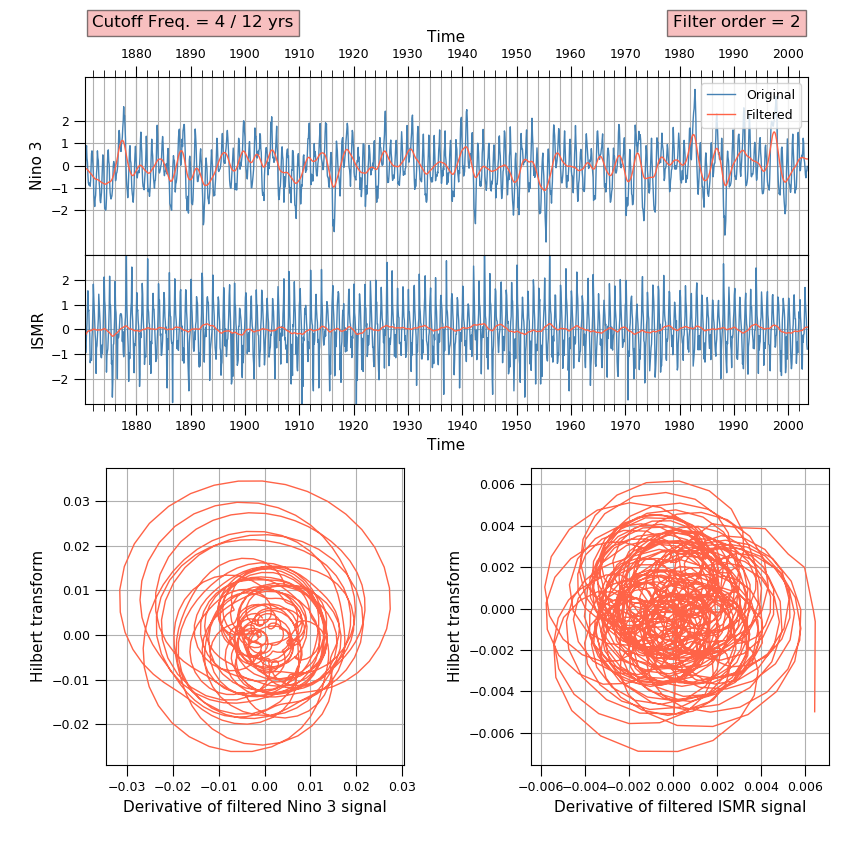 Cutoff Freq. = 4 / 12 yrs
Filter order = 2
Time
1880 1890 1900 1910 1920 1930 1940 1950 1960 1970 1980 1990 2000
Original
Filtered
Nino 3
2
1
0
−1
−2
ISMR
2
1
0
−1
−2
1880 1890 1900 1910 1920 1930 1940 1950 1960 1970 1980 1990 2000
Time
Hilbert transform
0.03
0.02
0.01
0.00
−0.01
−0.02
−0.03 −0.02 −0.01 0.00 0.01 0.02 0.03
Derivative of filtered Nino 3 signal
Hilbert transform
0.006
0.004
0.002
0.000
−0.002
−0.004
−0.006
−0.006 −0.004 −0.002 0.000 0.002 0.004 0.006
Derivative of filtered ISMR signal